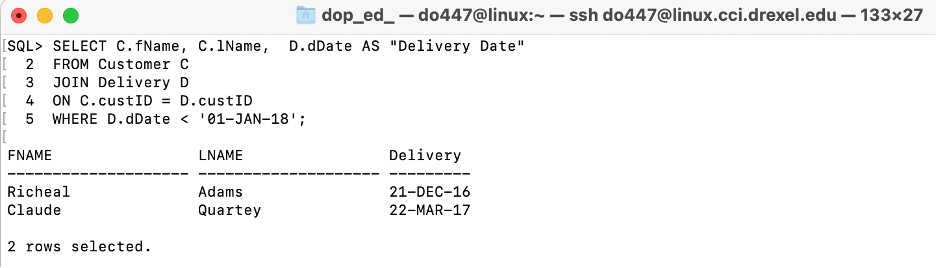 dop_ed_ — do447@linux:~ — ssh do447@linux.cci.drexel.edu — 133×27
[SQL> SELECT C.fName, C.lName,  D.dDate AS "Delivery Date"
[  2  FROM Customer C
[  3  JOIN Delivery D
[  4  ON C.custID = D.custID
[  5  WHERE D.dDate < '01-JAN-18';
[
FNAME                LNAME                Delivery
-------------------- -------------------- ---------
Richeal              Adams                21-DEC-16
Claude               Quartey              22-MAR-17
2 rows selected.